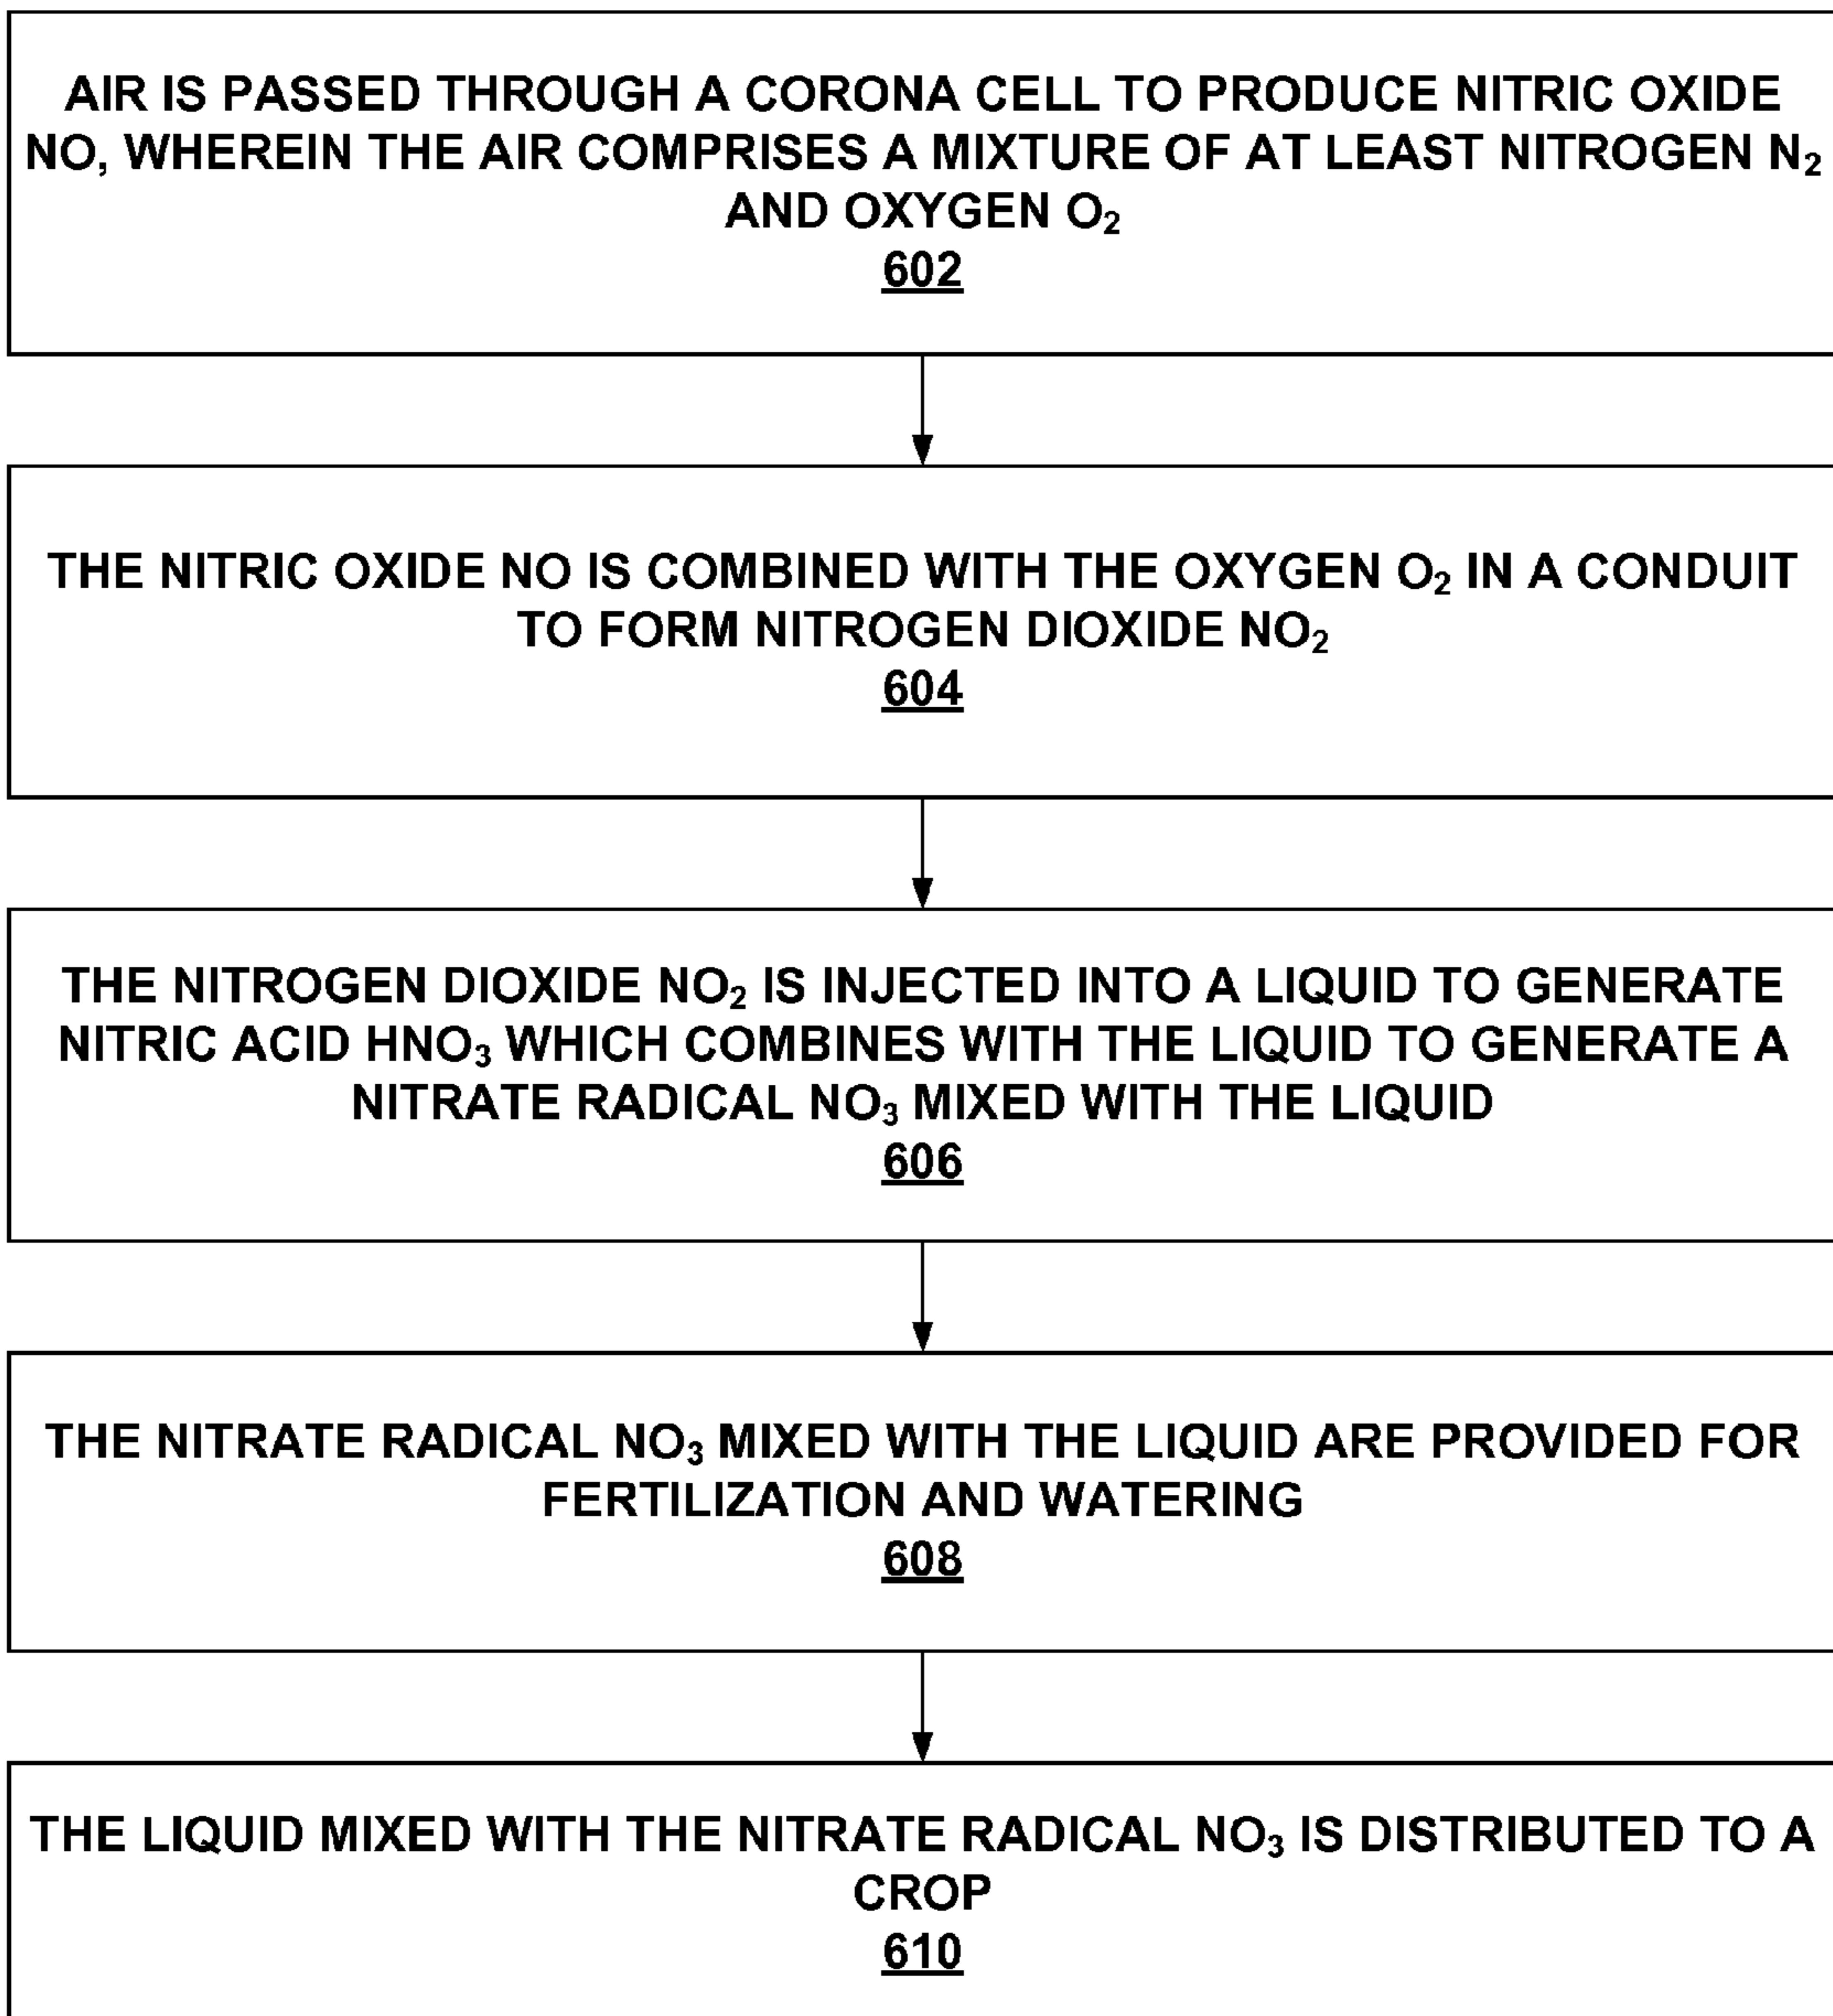 AIR IS PASSED THROUGH A CORONA CELL TO PRODUCE NITRIC OXIDE
NO, WHEREIN THE AIR COMPRISES A MIXTURE OF AT LEAST NITROGEN N₂
AND OXYGEN O₂
602
THE NITRIC OXIDE NO IS COMBINED WITH THE OXYGEN O₂ IN A CONDUIT
TO FORM NITROGEN DIOXIDE NO₂
604
THE NITROGEN DIOXIDE NO₂ IS INJECTED INTO A LIQUID TO GENERATE
NITRIC ACID HNO₃ WHICH COMBINES WITH THE LIQUID TO GENERATE A
NITRATE RADICAL NO₃ MIXED WITH THE LIQUID
606
THE NITRATE RADICAL NO₃ MIXED WITH THE LIQUID ARE PROVIDED FOR
FERTILIZATION AND WATERING
608
THE LIQUID MIXED WITH THE NITRATE RADICAL NO₃ IS DISTRIBUTED TO A
CROP
610